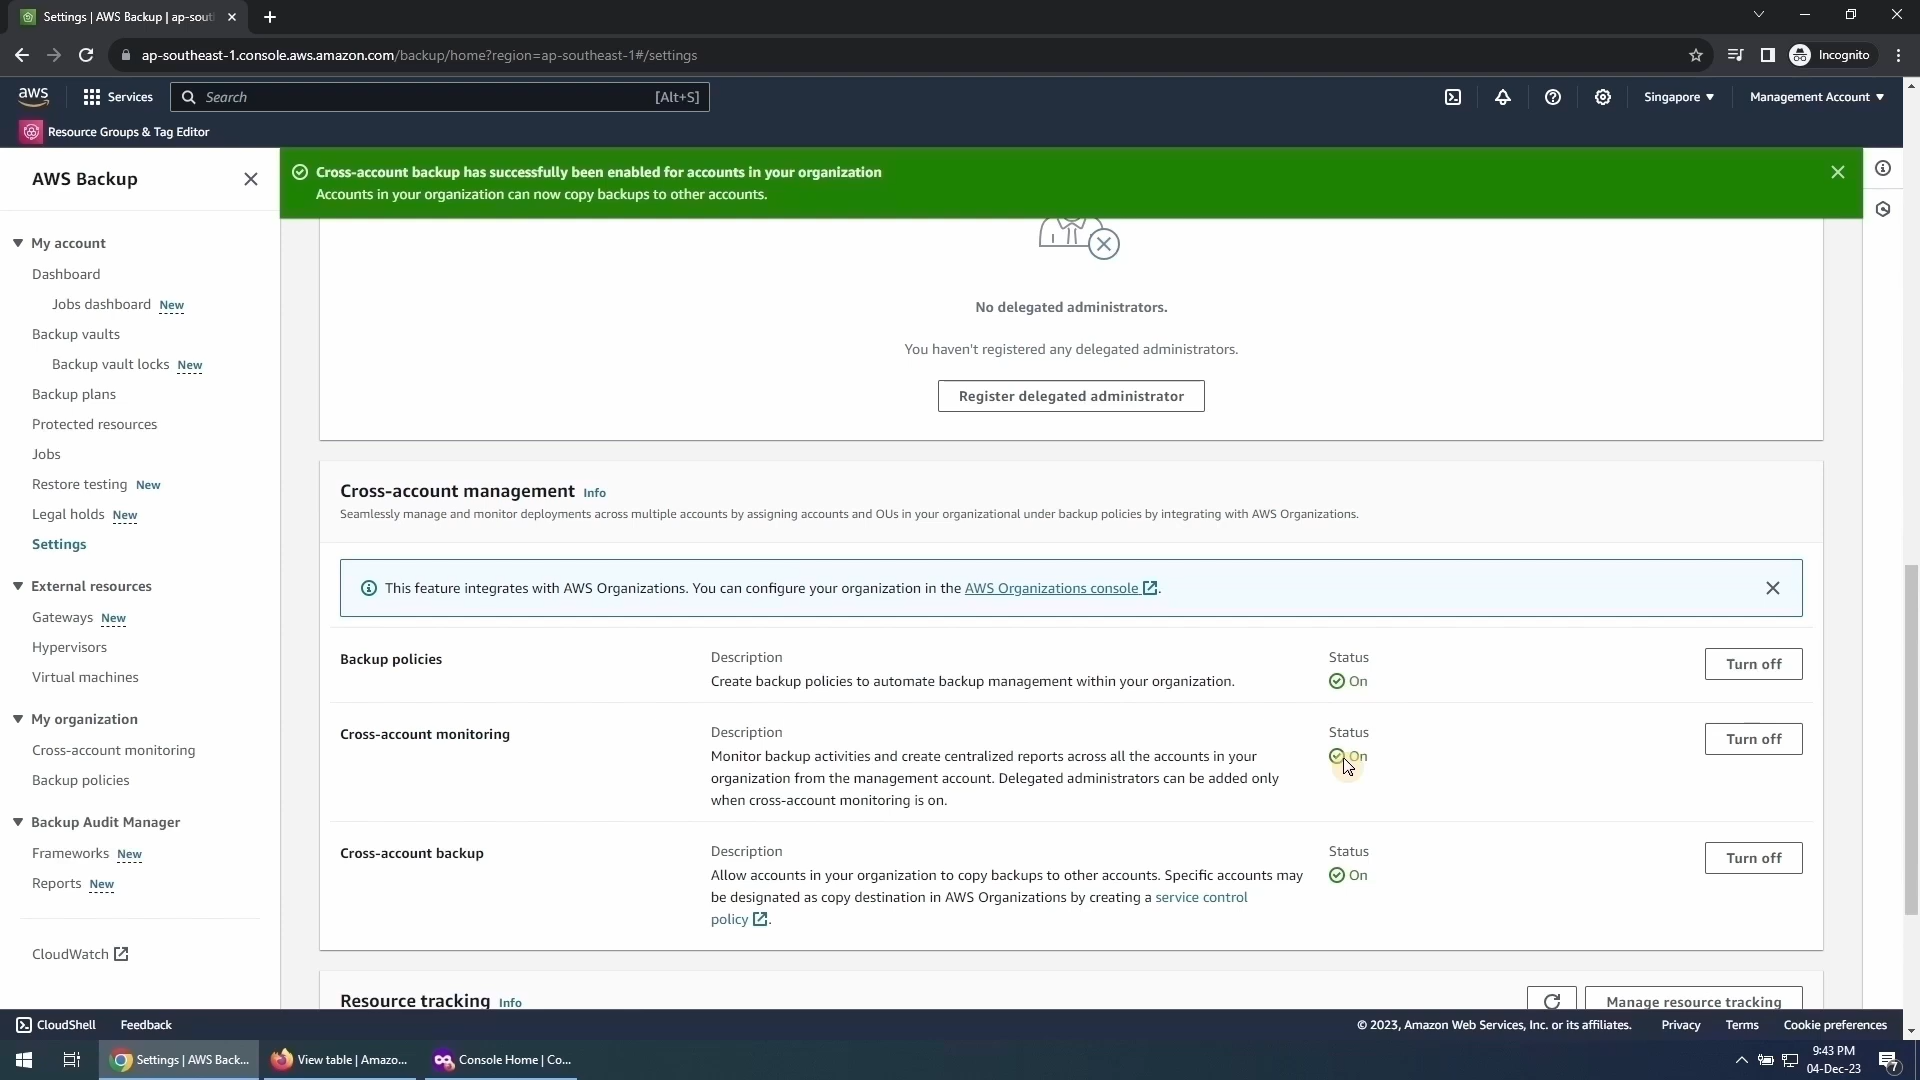 Settings | AWS Backup | ap-sout
ap-southeast-1.console.aws.amazon.com/backup/home?region=ap-southeast-1#/settings
Incognito
aws
Services
Search
[Alt+S]
Singapore
Management Account
Resource Groups & Tag Editor
AWS Backup
My account
Dashboard
Jobs dashboard New
Backup vaults
Backup vault locks New
Backup plans
Protected resources
Jobs
Restore testing New
Legal holds New
Settings
External resources
Gateways New
Hypervisors
Virtual machines
My organization
Cross-account monitoring
Backup policies
Backup Audit Manager
Frameworks New
Reports New
CloudWatch
Cross-account backup has successfully been enabled for accounts in your organization
Accounts in your organization can now copy backups to other accounts.
No delegated administrators.
You haven't registered any delegated administrators.
Register delegated administrator
Cross-account management Info
Seamlessly manage and monitor deployments across multiple accounts by assigning accounts and OUs in your organizational under backup policies by integrating with AWS Organizations.
This feature integrates with AWS Organizations. You can configure your organization in the AWS Organizations console.
Backup policies
Description
Create backup policies to automate backup management within your organization.
Status
On
Turn off
Cross-account monitoring
Description
Monitor backup activities and create centralized reports across all the accounts in your
organization from the management account. Delegated administrators can be added only
when cross-account monitoring is on.
Status
On
Turn off
Cross-account backup
Description
Allow accounts in your organization to copy backups to other accounts. Specific accounts may
be designated as copy destination in AWS Organizations by creating a service control
policy.
Status
On
Turn off
Resource tracking Info
Manage resource tracking
CloudShell
Feedback
© 2023, Amazon Web Services, Inc. or its affiliates.
Privacy
Terms
Cookie preferences
Settings | AWS Back...
View table | Amazo...
Console Home | Co...
9:43 PM
04-Dec-23
7